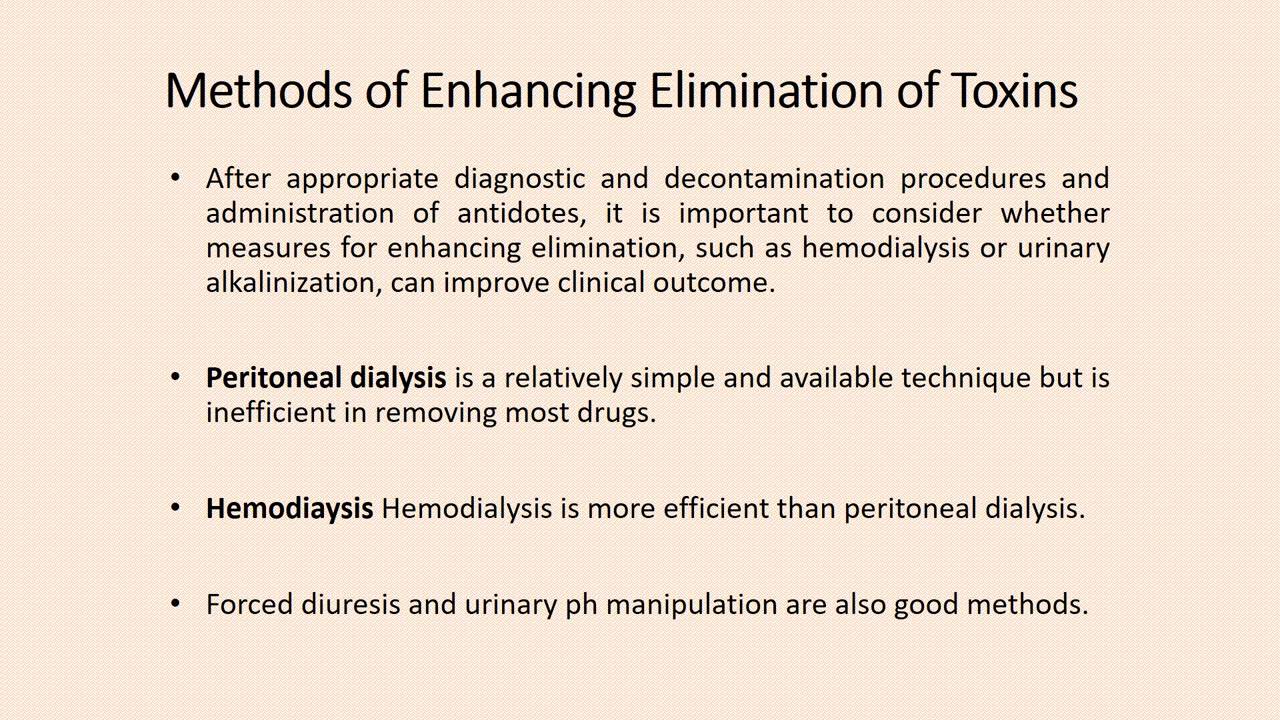 Methods of Enhancing Elimination of Toxins
• After appropriate diagnostic and decontamination procedures and
administration of antidotes, it is important to consider whether
measures for enhancing elimination, such as hemodialysis or urinary
alkalinization, can improve clinical outcome.
• Peritoneal dialysis is a relatively simple and available technique but is
inefficient in removing most drugs.
• Hemodiaysis Hemodialysis is more efficient than peritoneal dialysis.
• Forced diuresis and urinary ph manipulation are also good methods.